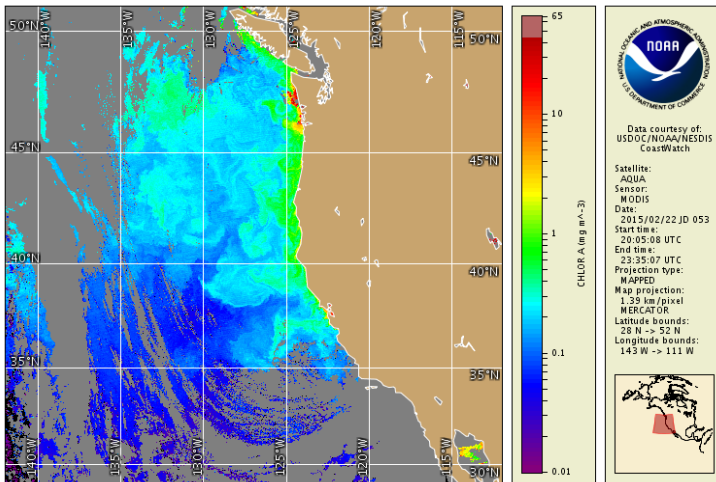 140°W
135°W
130°W
125°W
115°W
50°N
50°N
45°N
45°N
40°N
40°N
35°N
35°N
30°N
140°W
135°W
130°W
125°W
115°W
65
10
1
0.1
0.01
CHLOR A (mg m^-3)
NATIONAL OCEANIC AND ATMOSPHERIC ADMINISTRATION
NOAA
U.S. DEPARTMENT OF COMMERCE
Data courtesy of:
USDOC/NOAA/NESDIS
CoastWatch
Satellite:
AQUA
Sensor:
MODIS
Date:
2015/02/22 JD 053
Start time:
20:05:08 UTC
End time:
23:35:07 UTC
Projection type:
MAPPED
Map projection:
1.39 km/pixel
MERCATOR
Latitude bounds:
28 N -> 52 N
Longitude bounds:
143 W -> 111 W